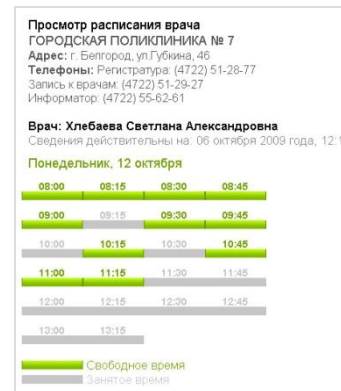 Просмотр расписания врача
ГОРОДСКАЯ ПОЛИКЛИНИКА № 7
Адрес: г. Белгород, ул.Губкина, 46
Телефоны: Регистратура: (4722) 51-28-77
Запись к врачам: (4722) 51-29-27
Информатор: (4722) 55-62-61
Врач: Хлебаева Светлана Александровна
Сведения действительны на: 06 октября 2009 года, 12:1
Понедельник, 12 октября
08:00 08:15 08:30 08:45
09:00 09:15 09:30 09:45
10:00 10:15 10:30 10:45
11:00 11:15 11:30 11:45
12:00 12:15 12:30 12:45
13:00 13:15
Свободное время
Занятое время